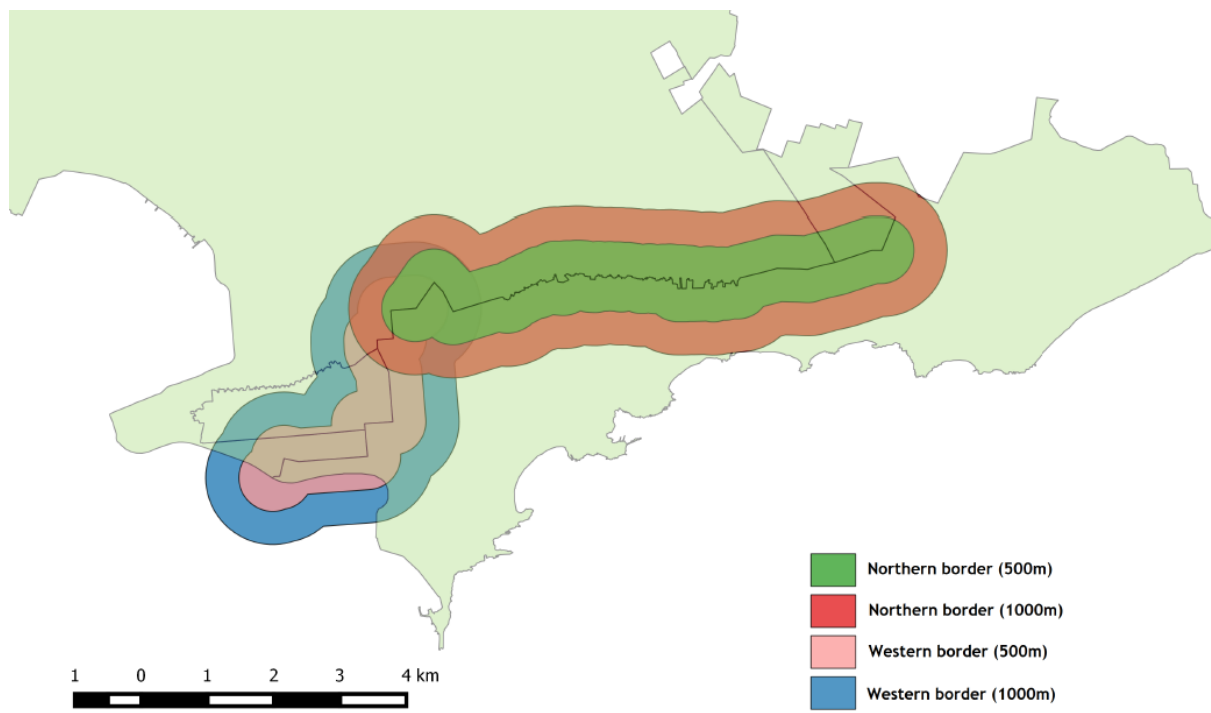 Northern border (500m)
Northern border (1000m)
Western border (500m)
Western border (1000m)
1 0 1 2 3 4 km